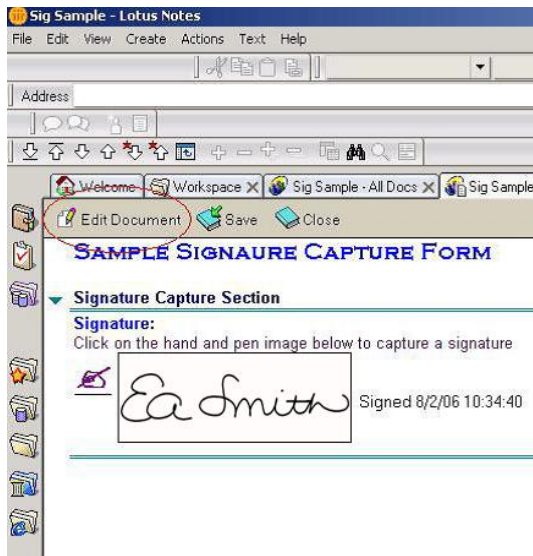 Sig Sample - Lotus Notes
File Edit View Create Actions Text Help
Address
Welcome Workspace Sig Sample - All Docs Sig Sample
Edit Document Save Close
SAMPLE SIGNAURE CAPTURE FORM
Signature Capture Section
Signature:
Click on the hand and pen image below to capture a signature
Ea Smith Signed 8/2/06 10:34:40